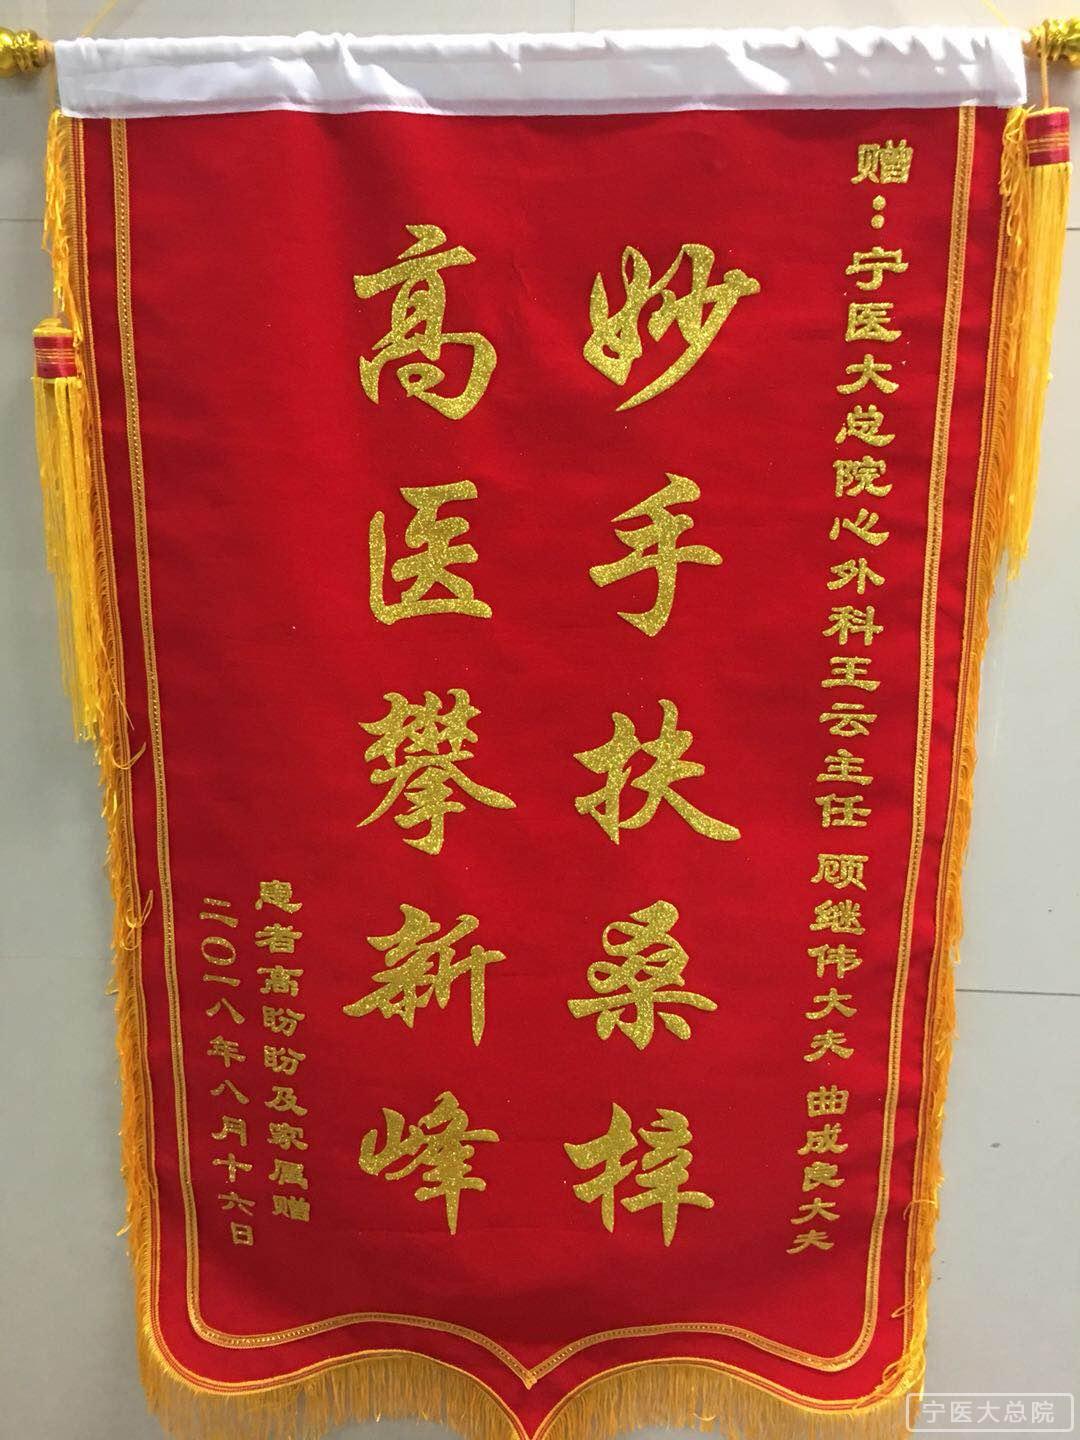 赠：宁医大总院心外科王云主任 顾继伟大夫 曲成良大夫
妙手扶桑梓
高医攀新峰
患者高盼盼及家属赠
二〇一八年八月十六日
宁医大总院